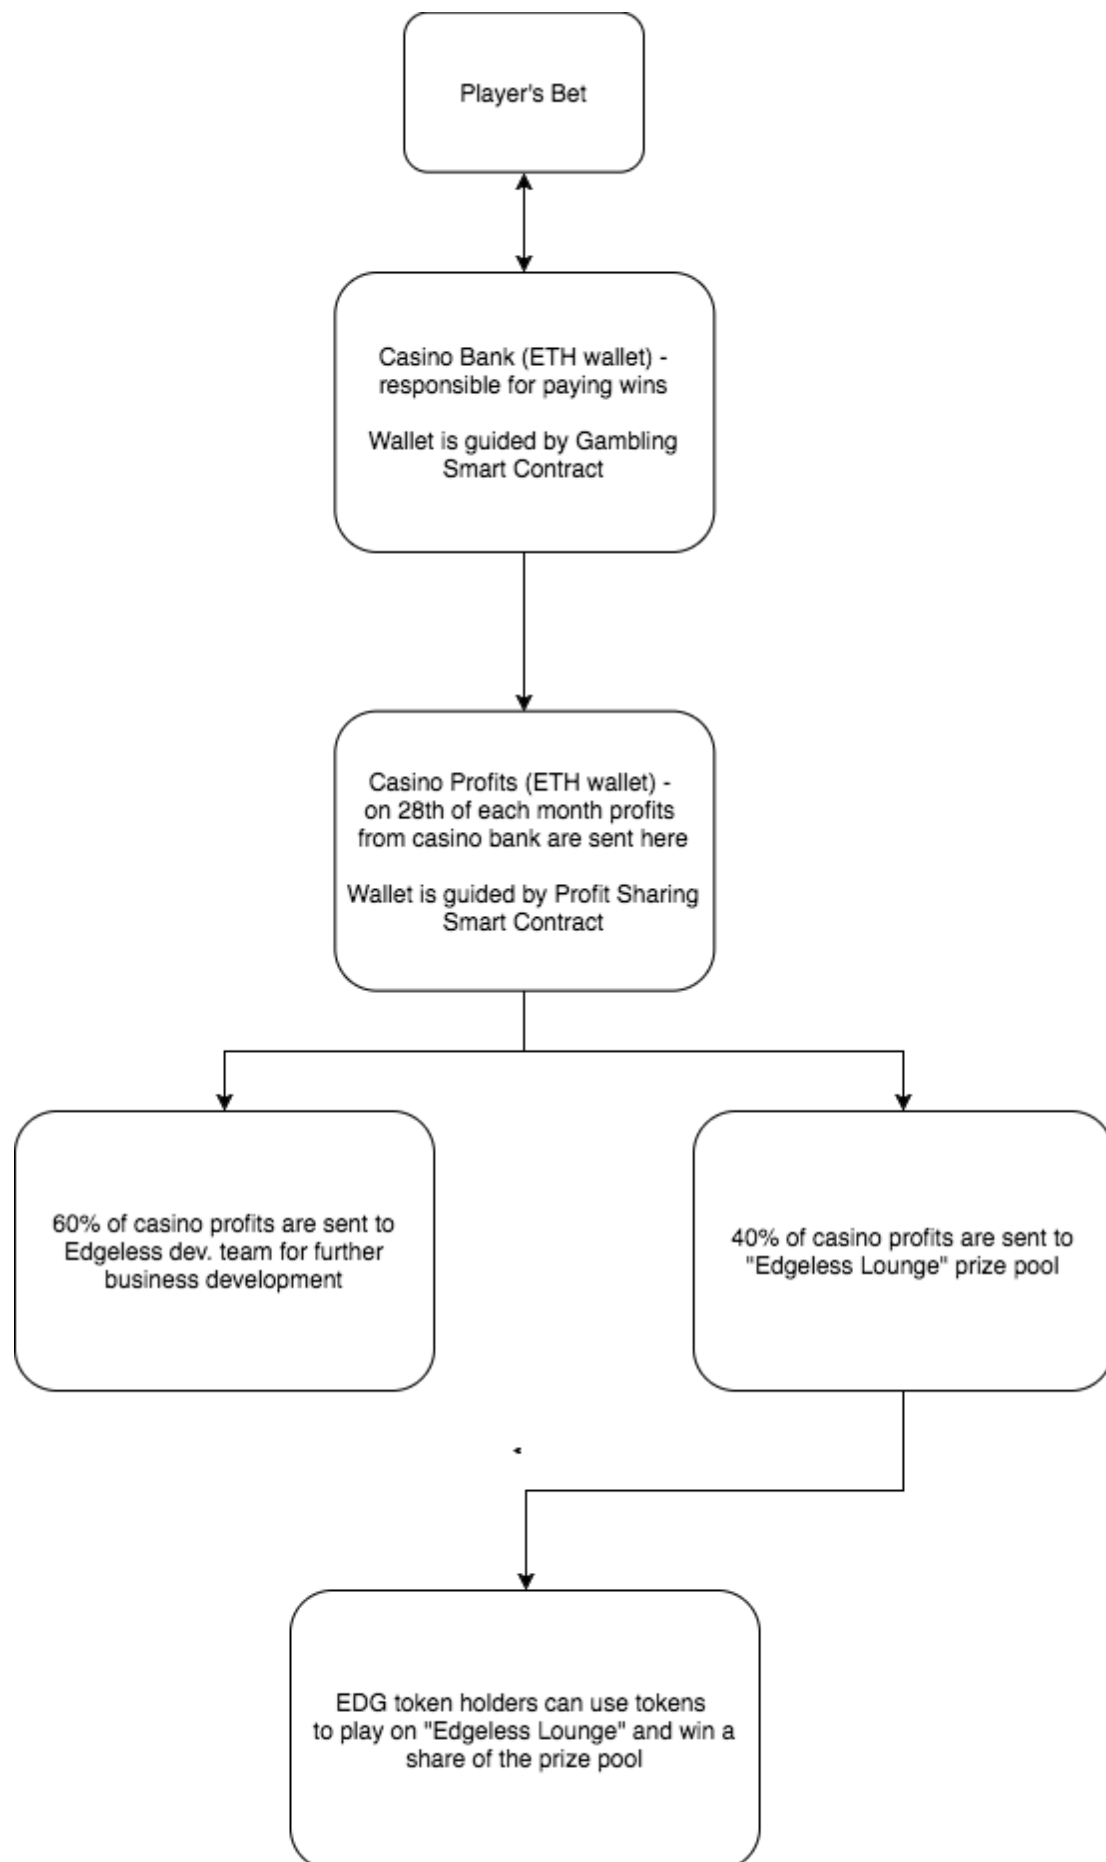 Player's Bet
Casino Bank (ETH wallet) -
responsible for paying wins
Wallet is guided by Gambling
Smart Contract
Casino Profits (ETH wallet) -
on 28th of each month profits
from casino bank are sent here
Wallet is guided by Profit Sharing
Smart Contract
60% of casino profits are sent to
Edgeless dev. team for further
business development
40% of casino profits are sent to
"Edgeless Lounge" prize pool
EDG token holders can use tokens
to play on "Edgeless Lounge" and win a
share of the prize pool